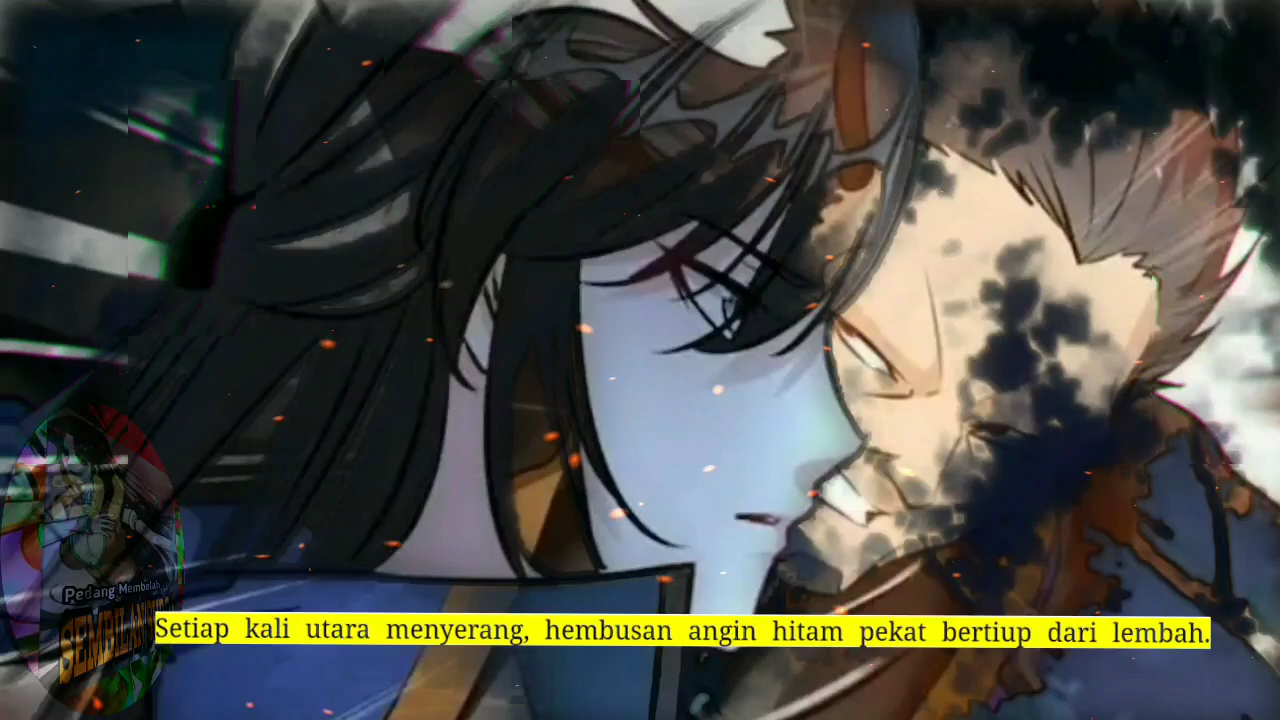 Pedang Membelah
Setiap kali utara menyerang, hembusan angin hitam pekat bertiup dari lembah.